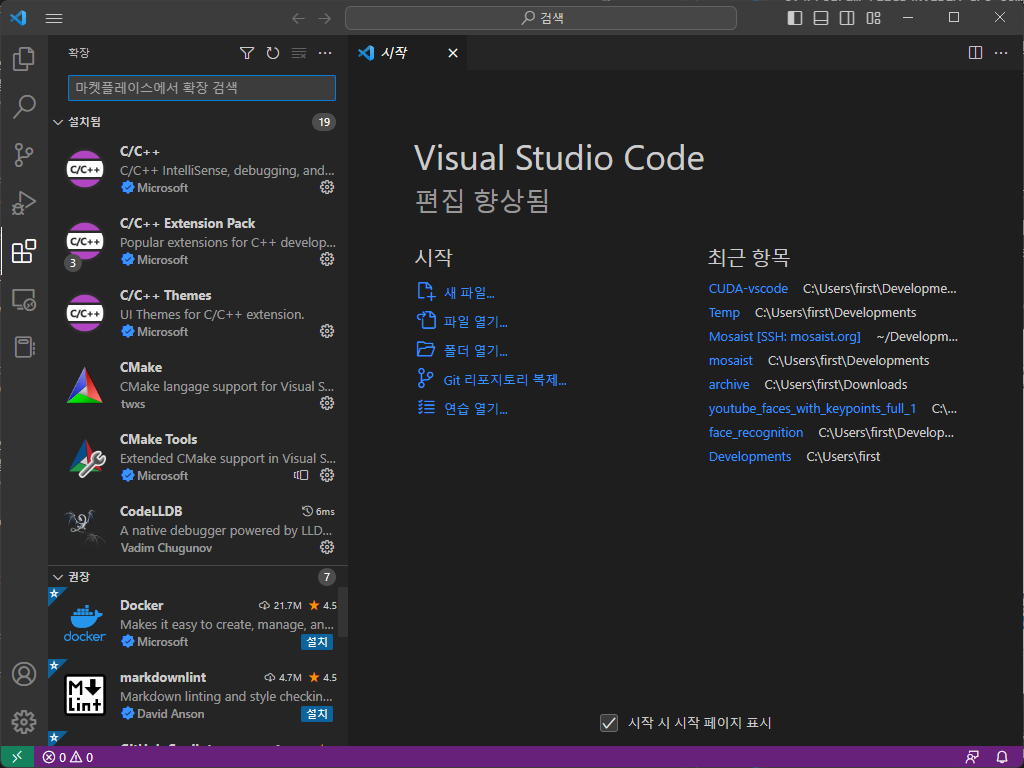 검색
확장
마켓플레이스에서 확장 검색
설치됨 19
C/C++
C/C++
C/C++ IntelliSense, debugging, and...
Microsoft
C/C++
C/C++ Extension Pack
Popular extensions for C++ develop...
3
Microsoft
C/C++
C/C++ Themes
UI Themes for C/C++ extension.
Microsoft
CMake
CMake langage support for Visual S...
twxs
CMake Tools
Extended CMake support in Visual S...
Microsoft
CodeLLDB 6ms
A native debugger powered by LLD...
Vadim Chugunov
권장 7
Docker 21.7M ★ 4.5
docker
Makes it easy to create, manage, an...
Microsoft 설치
markdownlint 4.7M ★ 4.5
M↓
lint
Markdown linting and style checkin...
David Anson 설치
시작
Visual Studio Code
편집 향상됨
시작
새 파일...
파일 열기...
폴더 열기...
Git 리포지토리 복제...
연습 열기...
최근 항목
CUDA-vscode C:\Users\first\Developme...
Temp C:\Users\first\Developments
Mosaist [SSH: mosaist.org] ~/Developm...
mosaist C:\Users\first\Developments
archive C:\Users\first\Downloads
youtube_faces_with_keypoints_full_1 C:\...
face_recognition C:\Users\first\Develop...
Developments C:\Users\first
시작 시 시작 페이지 표시
0 0